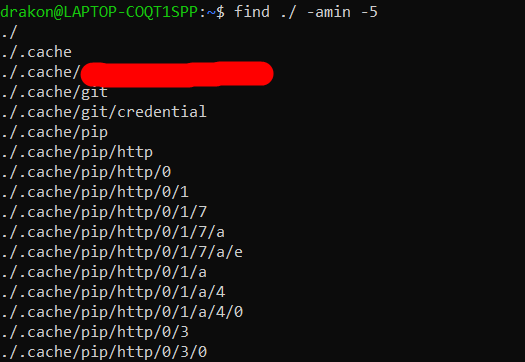 drakon@LAPTOP-COQT1SPP:~$ find ./ -amin -5
./
./.cache
./.cache/
./.cache/git
./.cache/git/credential
./.cache/pip
./.cache/pip/http
./.cache/pip/http/0
./.cache/pip/http/0/1
./.cache/pip/http/0/1/7
./.cache/pip/http/0/1/7/a
./.cache/pip/http/0/1/7/a/e
./.cache/pip/http/0/1/a
./.cache/pip/http/0/1/a/4
./.cache/pip/http/0/1/a/4/0
./.cache/pip/http/0/3
./.cache/pip/http/0/3/0